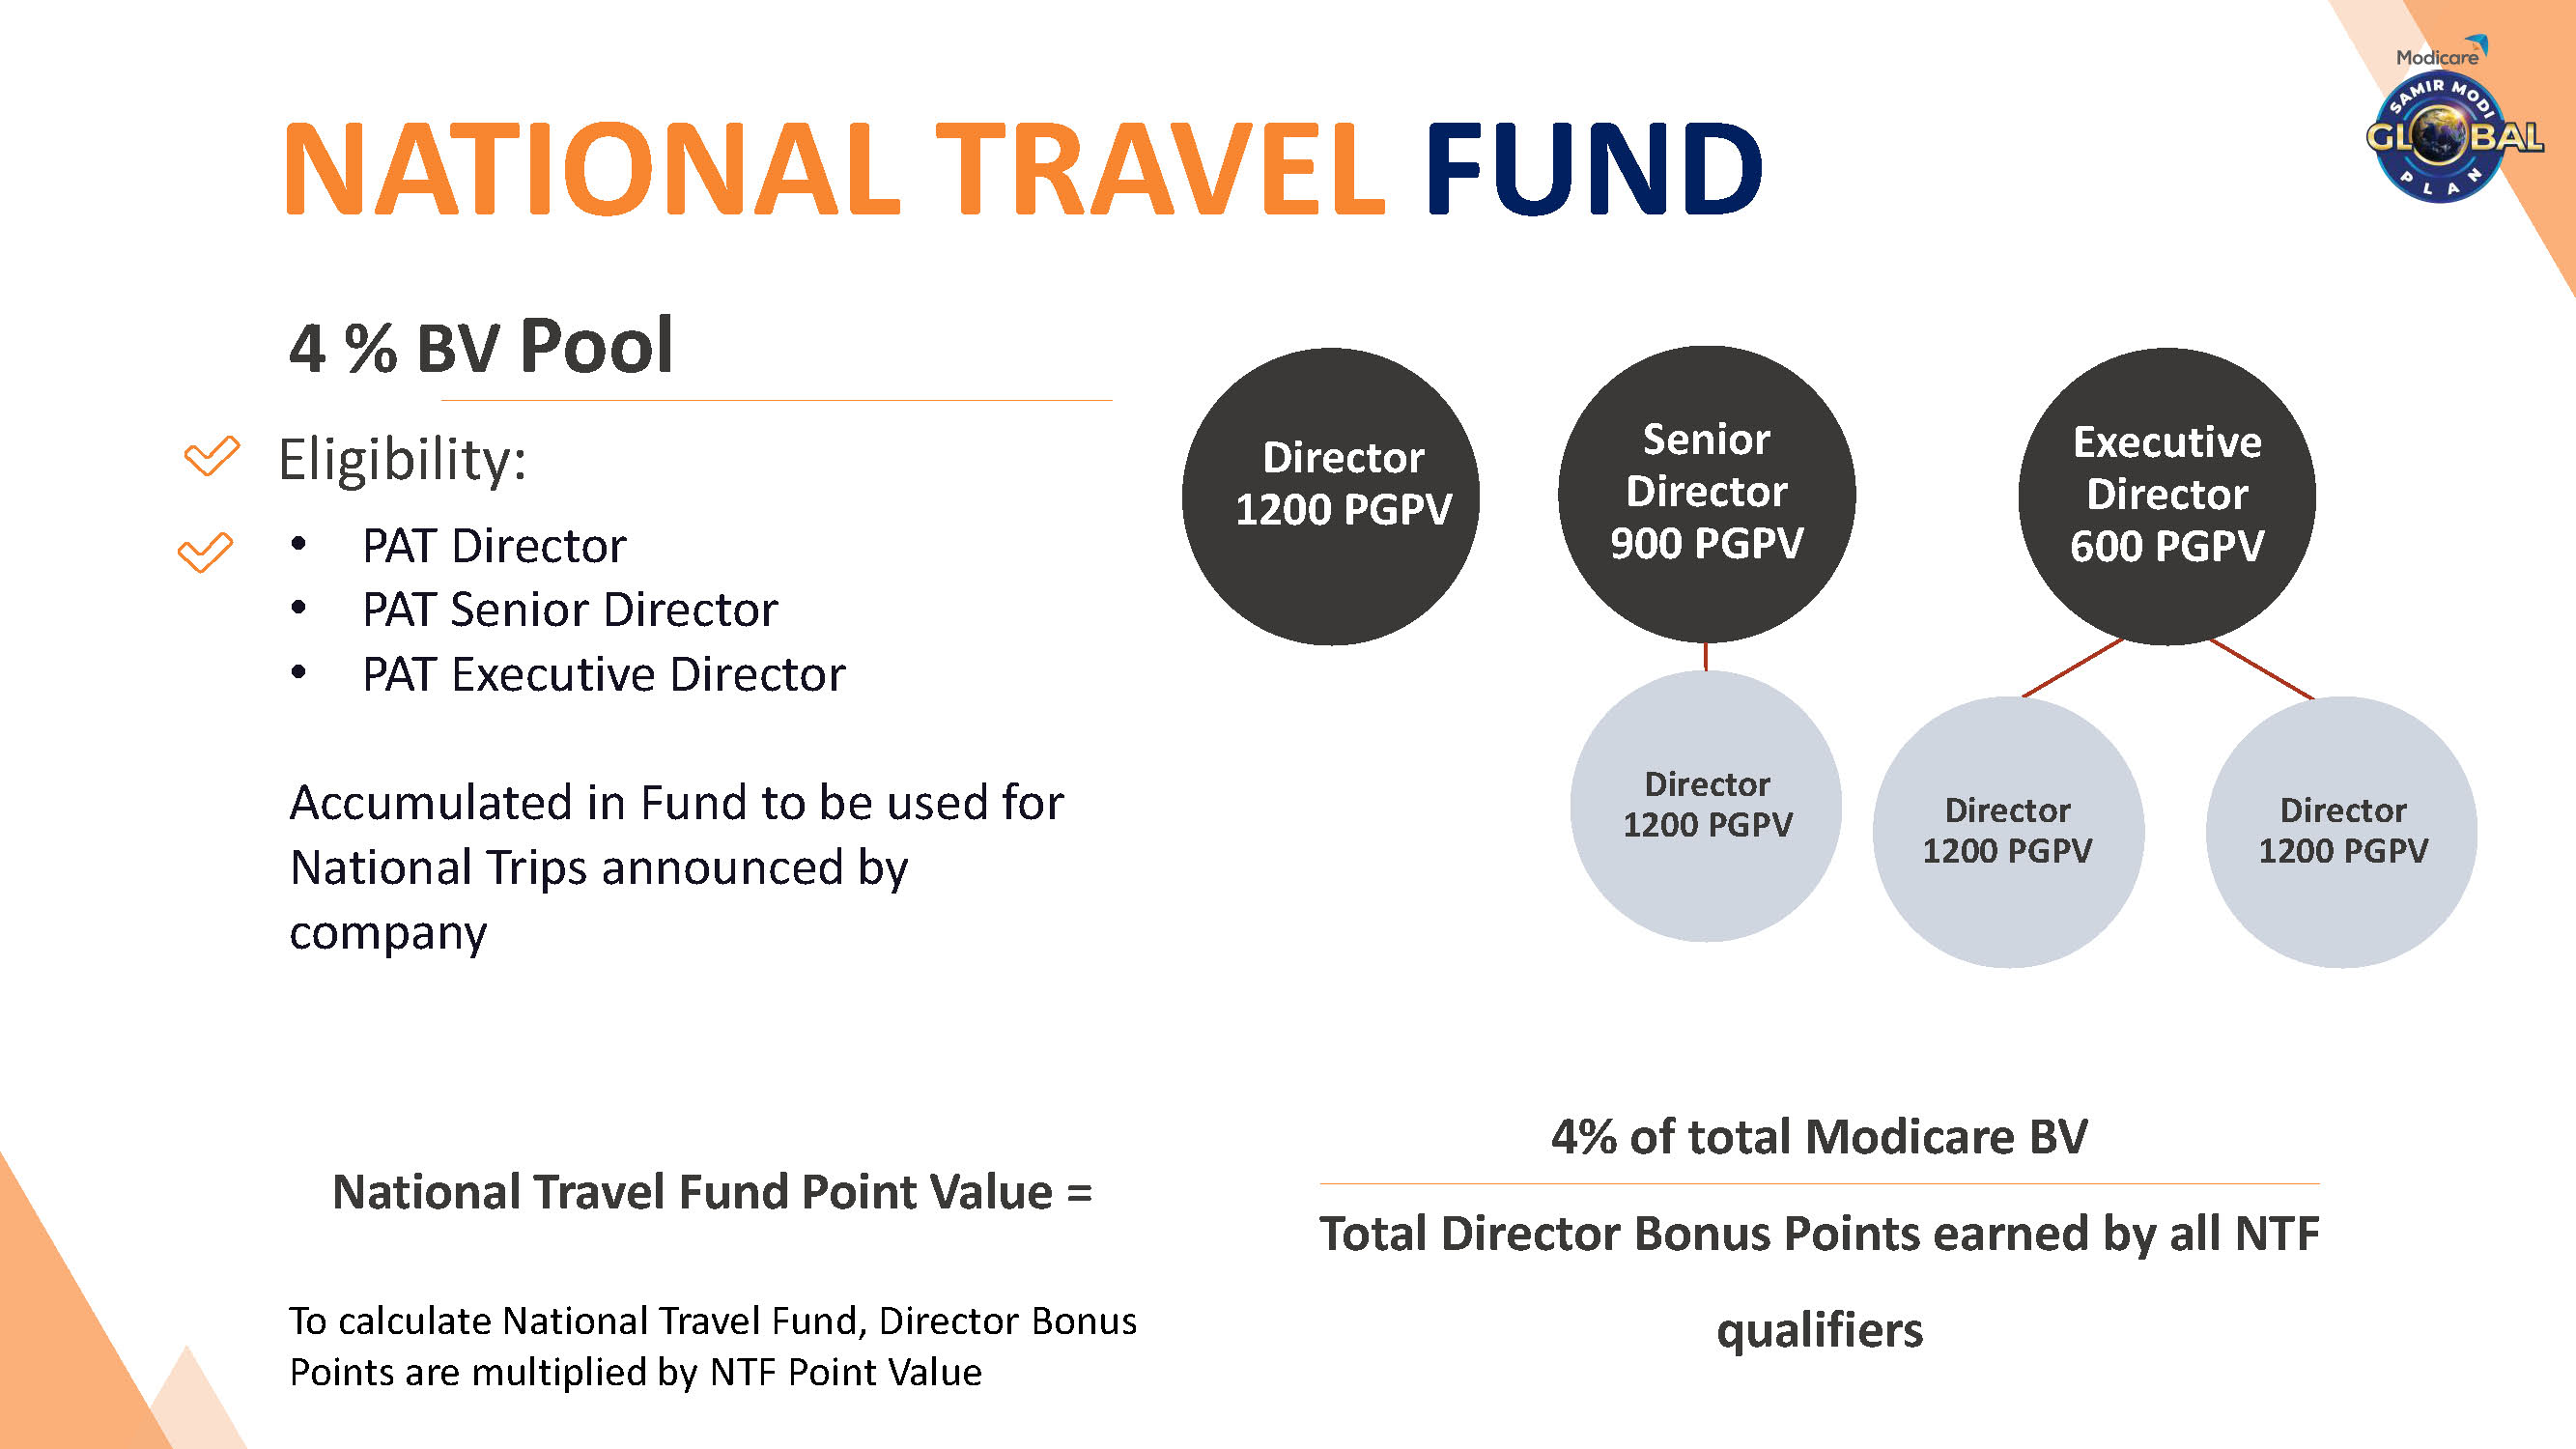 Modicare
SAMIR MODI
GLOBAL
PLAN
NATIONAL TRAVEL FUND
4 % BV Pool
Eligibility:
• PAT Director
• PAT Senior Director
• PAT Executive Director
Accumulated in Fund to be used for
National Trips announced by
company
Director
1200 PGPV
Senior
Director
900 PGPV
Executive
Director
600 PGPV
Director
1200 PGPV
Director
1200 PGPV
Director
1200 PGPV
National Travel Fund Point Value =
4% of total Modicare BV
Total Director Bonus Points earned by all NTF
qualifiers
To calculate National Travel Fund, Director Bonus
Points are multiplied by NTF Point Value